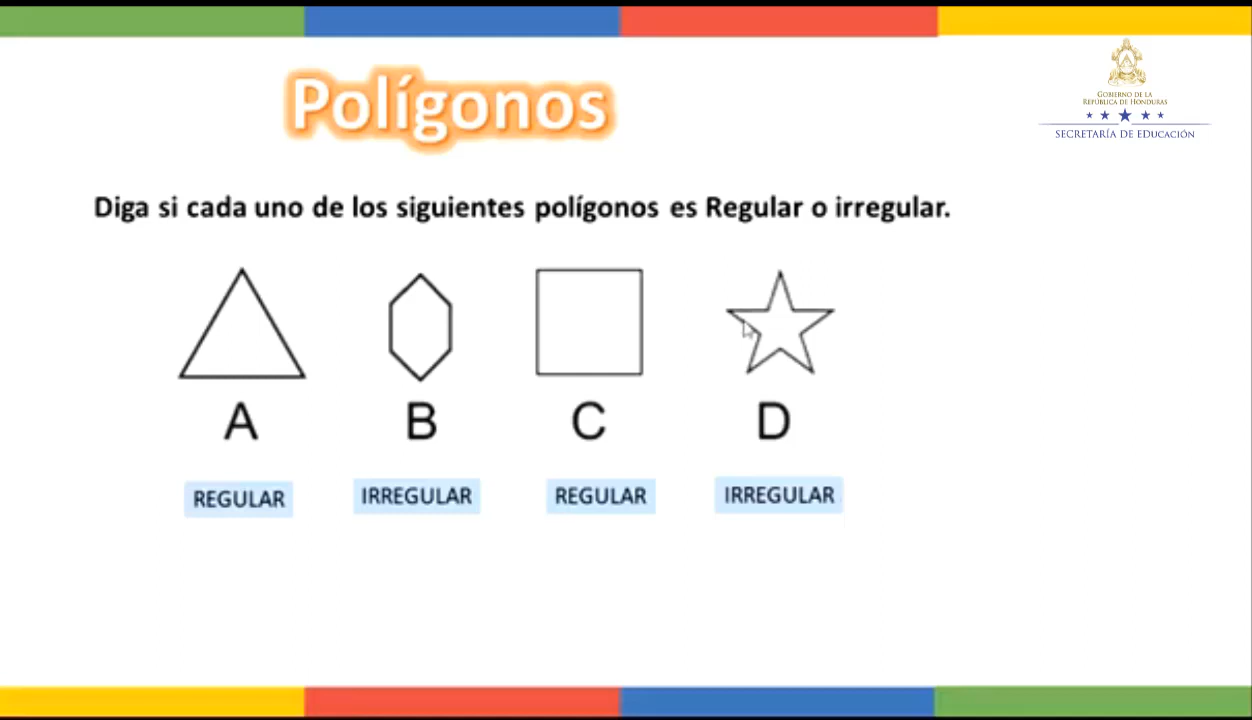 Polígonos
GOBIERNO DE LA
REPÚBLICA DE HONDURAS
SECRETARÍA DE EDUCACIÓN
Diga si cada uno de los siguientes polígonos es Regular o irregular.
A B C D
REGULAR IRREGULAR REGULAR IRREGULAR